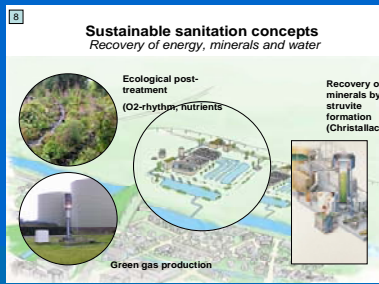 8
Sustainable sanitation concepts
Recovery of energy, minerals and water
Ecological post-
treatment
(O2-rhythm, nutrients
Recovery o
minerals by
struvite
formation
(Christallac
Green gas production